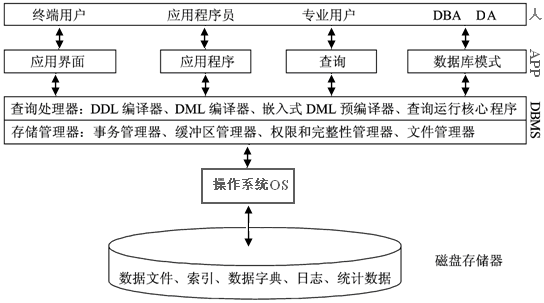 终端用户 应用程序员 专业用户 DBA DA 人
应用界面 应用程序 查询 数据库模式 APP
查询处理器：DDL 编译器、DML 编译器、嵌入式 DML 预编译器、查询运行核心程序
存储管理器：事务管理器、缓冲区管理器、权限和完整性管理器、文件管理器
DBMS
操作系统OS
磁盘存储器
数据文件、索引、数据字典、日志、统计数据